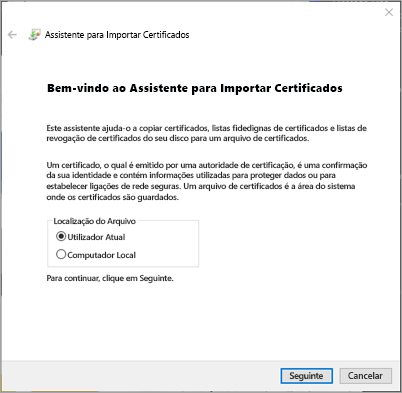 Assistente para Importar Certificados
Bem-vindo ao Assistente para Importar Certificados
Este assistente ajuda-o a copiar certificados, listas fidedignas de certificados e listas de
revogação de certificados do seu disco para um arquivo de certificados.
Um certificado, o qual é emitido por uma autoridade de certificação, é uma confirmação
da sua identidade e contém informações utilizadas para proteger dados ou para
estabelecer ligações de rede seguras. Um arquivo de certificados é a área do sistema
onde os certificados são guardados.
Localização do Arquivo
Utilizador Atual
Computador Local
Para continuar, clique em Seguinte.
Seguinte Cancelar